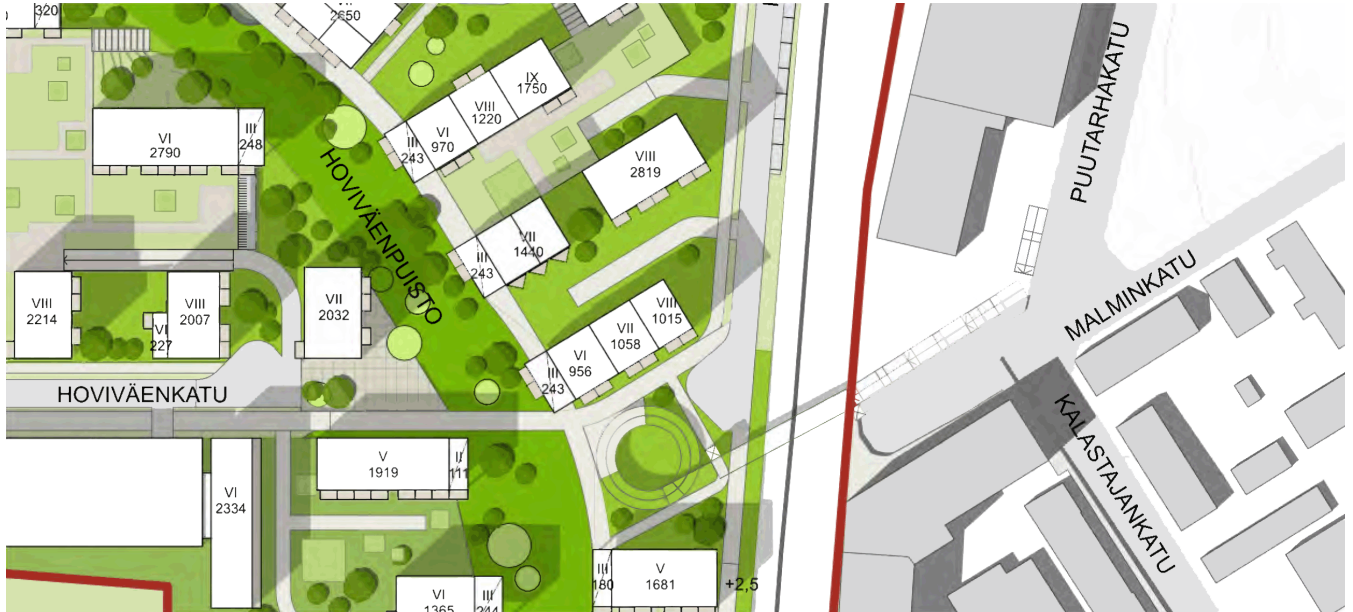 320
2650
IX
1750
VIII
1220
VI
970
III
243
VI
2790
III
248
VIII
2819
PUUTARHAKATU
HOVIVÄENPUISTO
VII
1440
III
243
MALMINKATU
VIII
2214
VIII
2007
VI
227
VII
2032
VIII
1015
VII
1058
VI
956
III
243
HOVIVÄENKATU
KALASTAJANKATU
V
1919
II
111
VI
2334
VI
1365
III
244
III
180
V
1681
+2,5